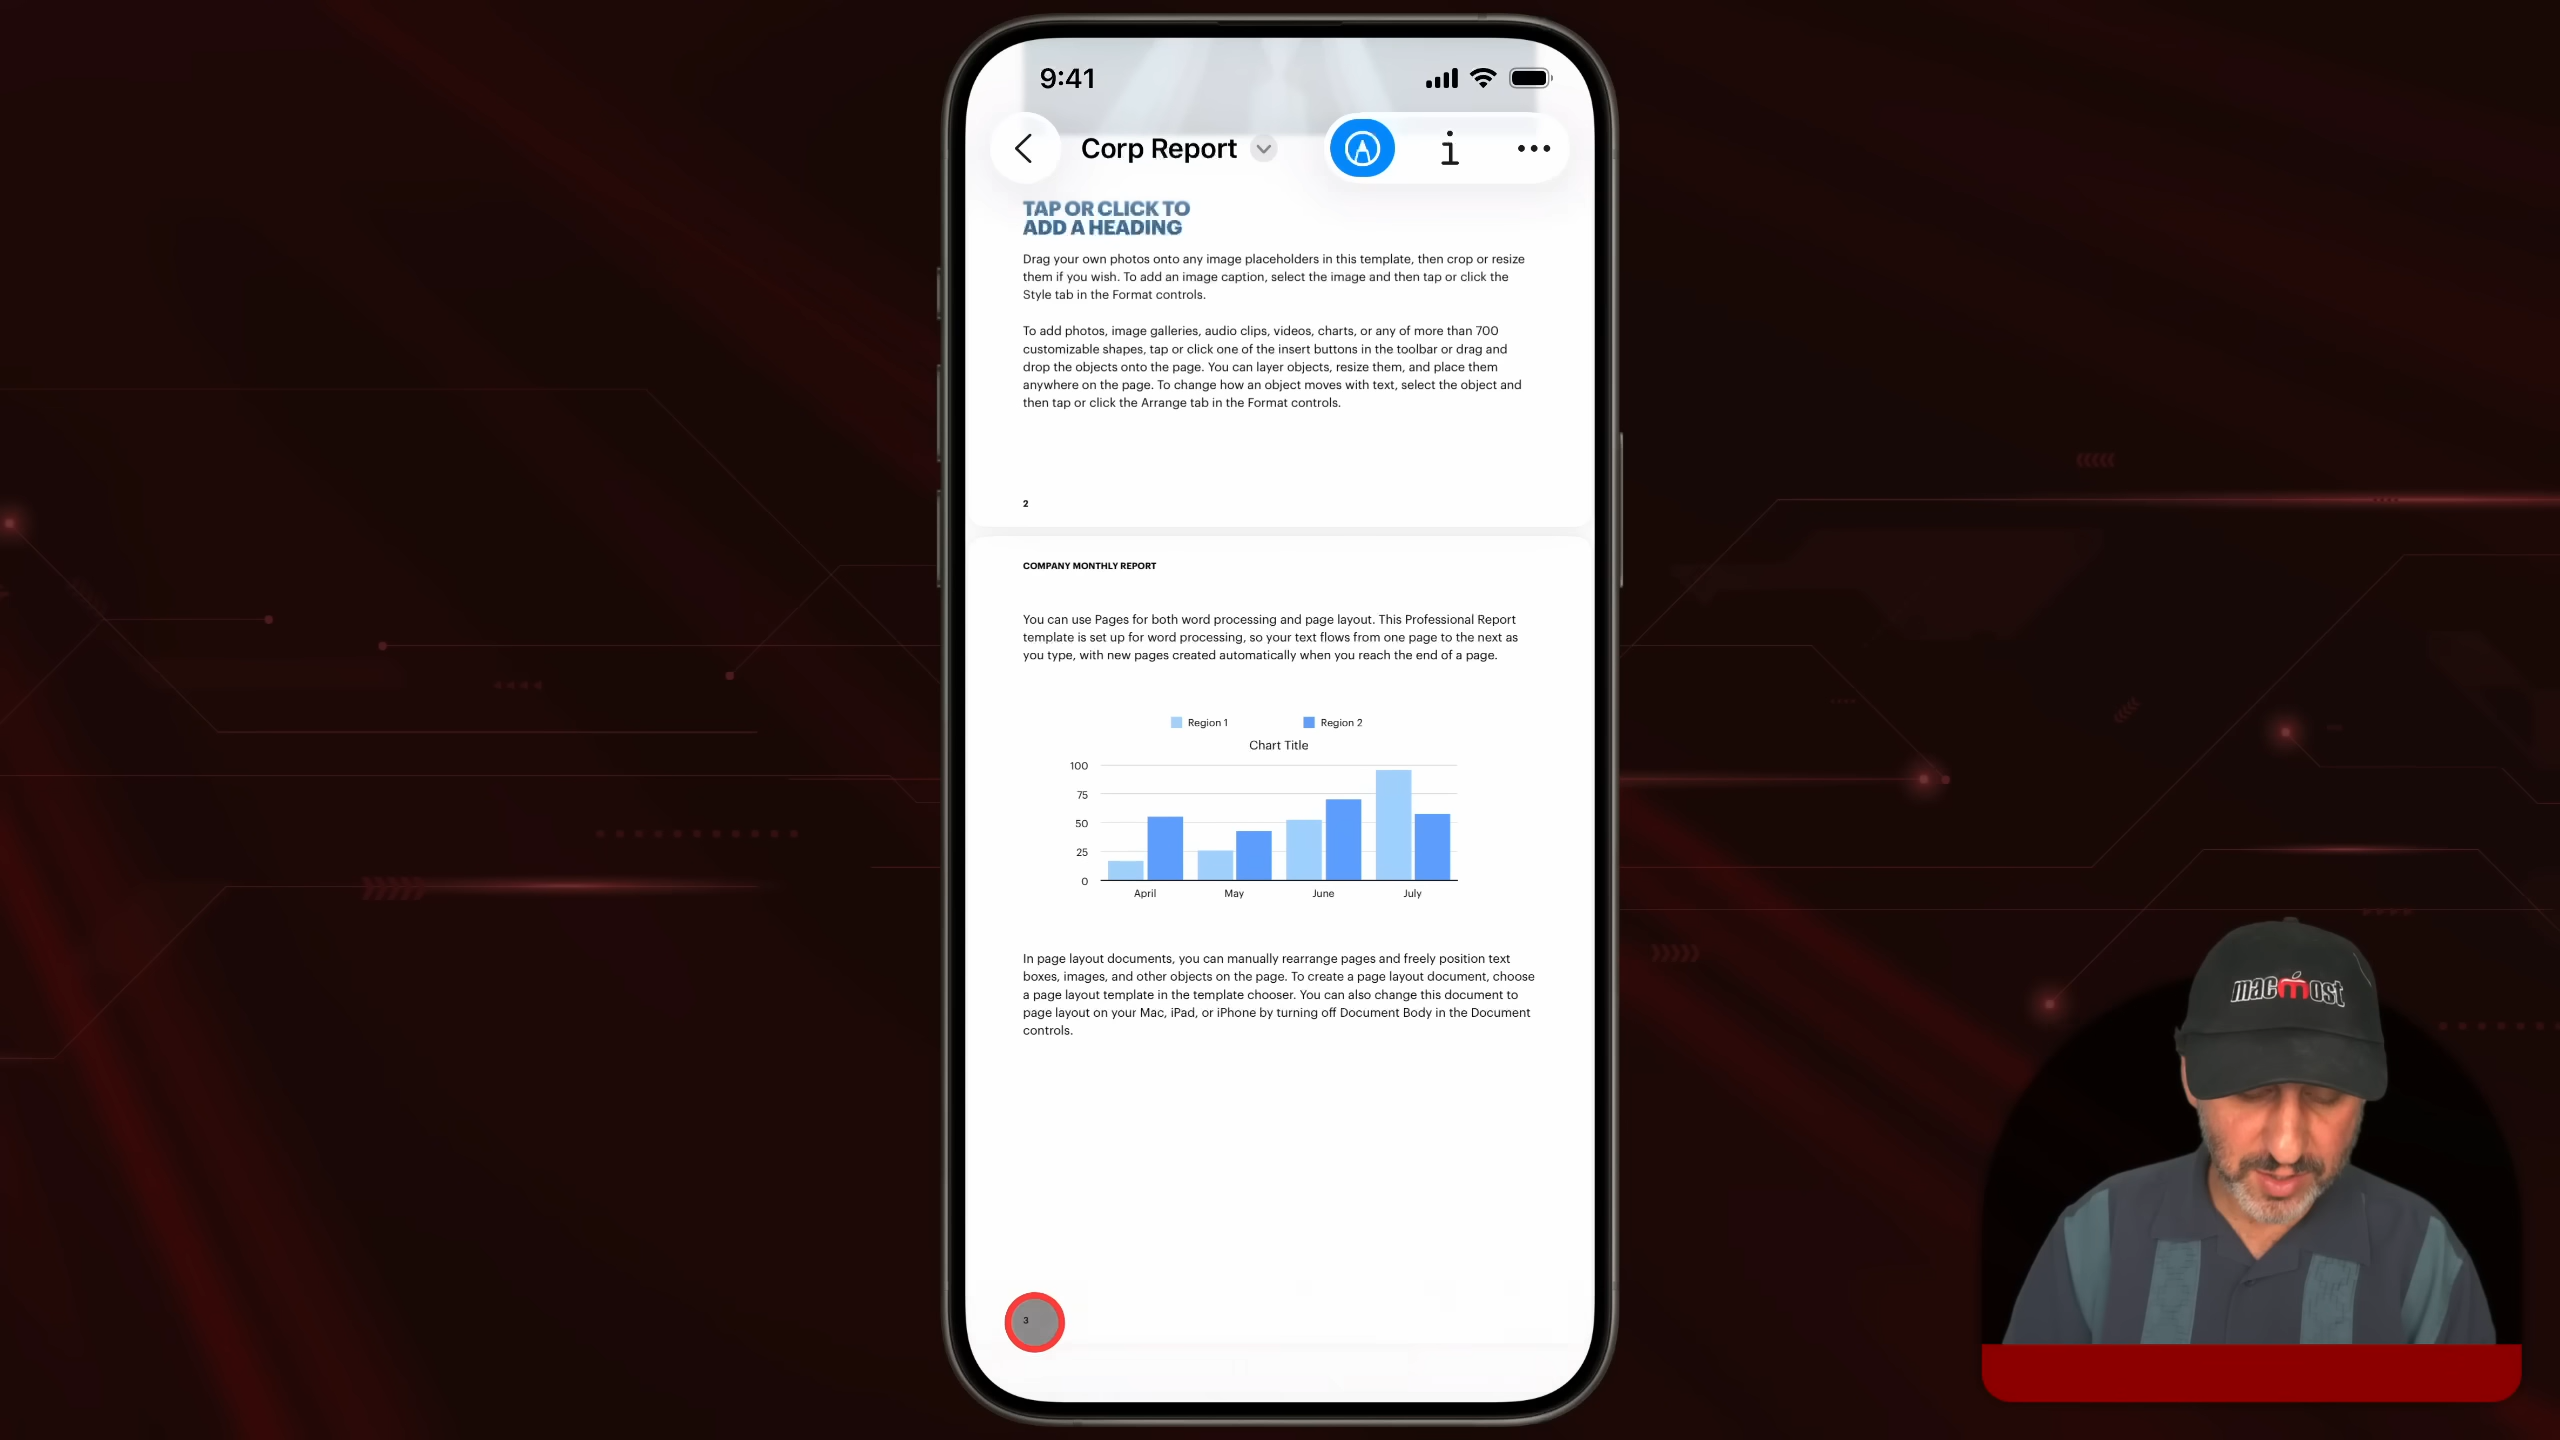 9:41
Corp Report
TAP OR CLICK TO
ADD A HEADING
Drag your own photos onto any image placeholders in this template, then crop or resize
them if you wish. To add an image caption, select the image and then tap or click the
Style tab in the Format controls.
To add photos, image galleries, audio clips, videos, charts, or any of more than 700
customizable shapes, tap or click one of the insert buttons in the toolbar or drag and
drop the objects onto the page. You can layer objects, resize them, and place them
anywhere on the page. To change how an object moves with text, select the object and
then tap or click the Arrange tab in the Format controls.
2
COMPANY MONTHLY REPORT
You can use Pages for both word processing and page layout. This Professional Report
template is set up for word processing, so your text flows from one page to the next as
you type, with new pages created automatically when you reach the end of a page.
Region 1 Region 2
Chart Title
100
75
50
25
0
April May June July
In page layout documents, you can manually rearrange pages and freely position text
boxes, images, and other objects on the page. To create a page layout document, choose
a page layout template in the template chooser. You can also change this document to
page layout on your Mac, iPad, or iPhone by turning off Document Body in the Document
controls.
3
macmost